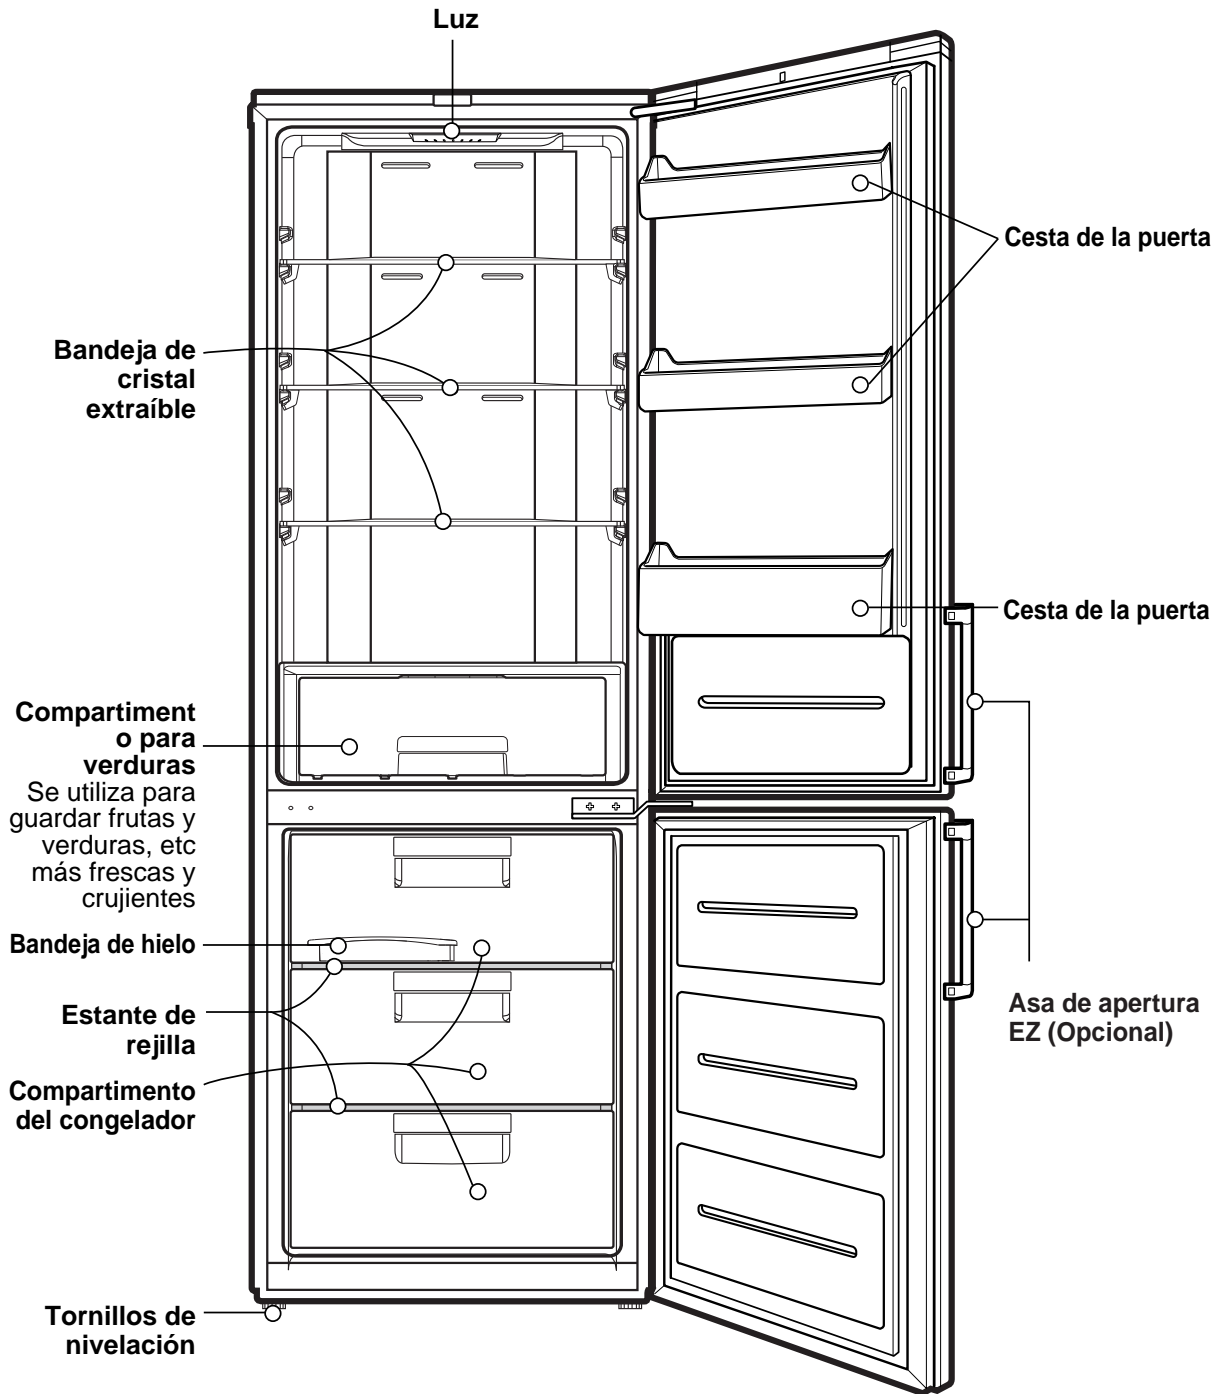 Luz
Cesta de la puerta
Bandeja de
cristal
extraíble
Cesta de la puerta
Compartiment
o para
verduras
Se utiliza para
guardar frutas y
verduras, etc
más frescas y
crujientes
Bandeja de hielo
Estante de
rejilla
Asa de apertura
EZ (Opcional)
Compartimento
del congelador
Tornillos de
nivelación